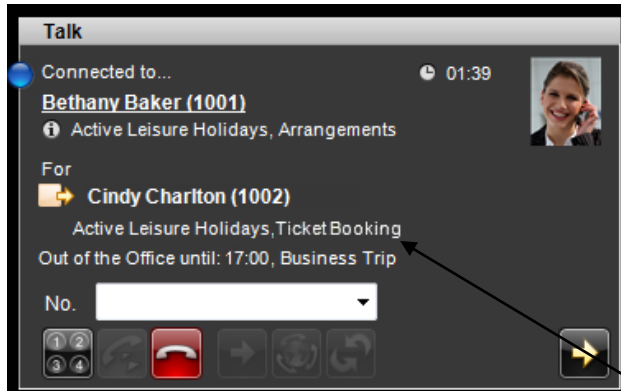 Talk
Connected to... 01:39
Bethany Baker (1001)
Active Leisure Holidays, Arrangements
For
Cindy Charlton (1002)
Active Leisure Holidays,Ticket Booking
Out of the Office until: 17:00, Business Trip
No.
1 2
3 4